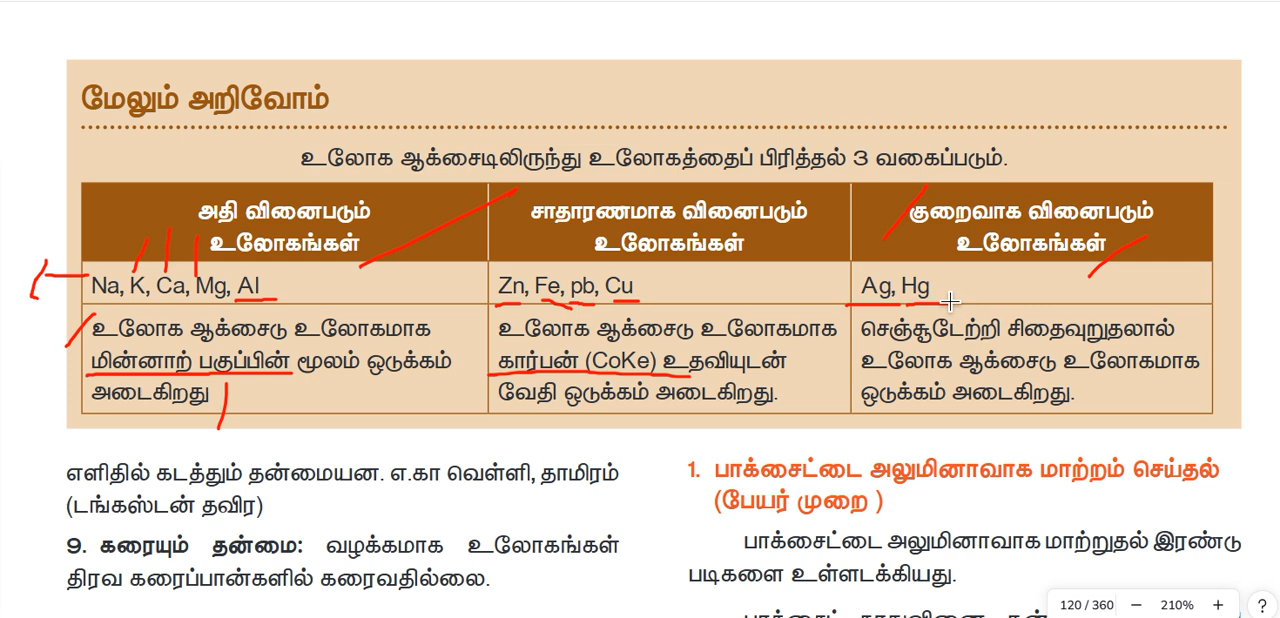 மேலும் அறிவோம்
உலோக ஆக்சைடிலிருந்து உலோகத்தைப் பிரித்தல் 3 வகைப்படும்.
அதி வினைபடும்
உலோகங்கள்
சாதாரணமாக வினைபடும்
உலோகங்கள்
குறைவாக வினைபடும்
உலோகங்கள்
Na, K, Ca, Mg, Al
Zn, Fe, pb, Cu
Ag, Hg
உலோக ஆக்சைடு உலோகமாக
மின்னாற் பகுப்பின் மூலம் ஒடுக்கம்
அடைகிறது
உலோக ஆக்சைடு உலோகமாக
கார்பன் (CoKe) உதவியுடன்
வேதி ஒடுக்கம் அடைகிறது.
செஞ்சூடேற்றி சிதைவுறுதலால்
உலோக ஆக்சைடு உலோகமாக
ஒடுக்கம் அடைகிறது.
எளிதில் கடத்தும் தன்மையன. எ.கா வெள்ளி, தாமிரம்
(டங்கஸ்டன் தவிர)
9. கரையும் தன்மை: வழக்கமாக உலோகங்கள்
திரவ கரைப்பான்களில் கரைவதில்லை.
1. பாக்சைட்டை அலுமினாவாக மாற்றம் செய்தல்
(பேயர் முறை )
பாக்சைட்டை அலுமினாவாக மாற்றுதல் இரண்டு
படிகளை உள்ளடக்கியது.
120 / 360 − 210% + ?